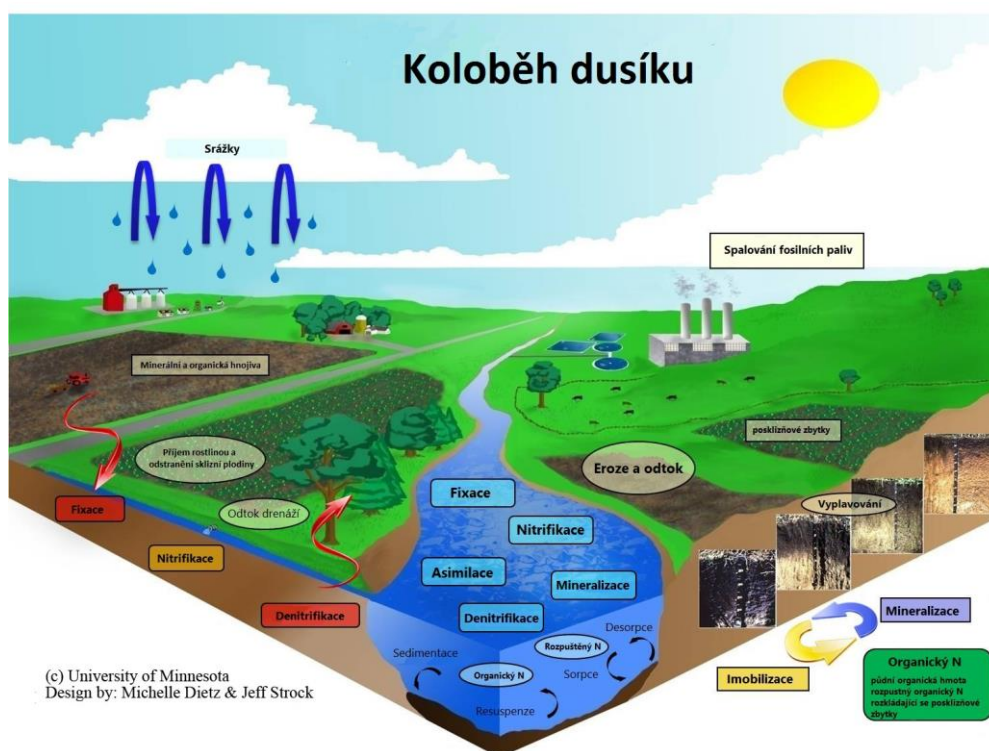 Koloběh dusíku
Srážky
Spalování fosilních paliv
Minerální a organická hnojiva
posklizňové zbytky
Příjem rostlinou a
odstranění sklizní plodiny
Eroze a odtok
Fixace
Fixace
Odtok drenáží
Vyplavování
Nitrifikace
Nitrifikace
Asimilace
Mineralizace
Denitrifikace
Denitrifikace
Mineralizace
Desorpce
Rozpuštěný N
Sedimentace
Organický N
Sorpce
Resuspenze
Imobilizace
Organický N
půdní organická hmota
rozpustný organický N
rozkládající se posklizňové
zbytky
(c) University of Minnesota
Design by: Michelle Dietz & Jeff Strock